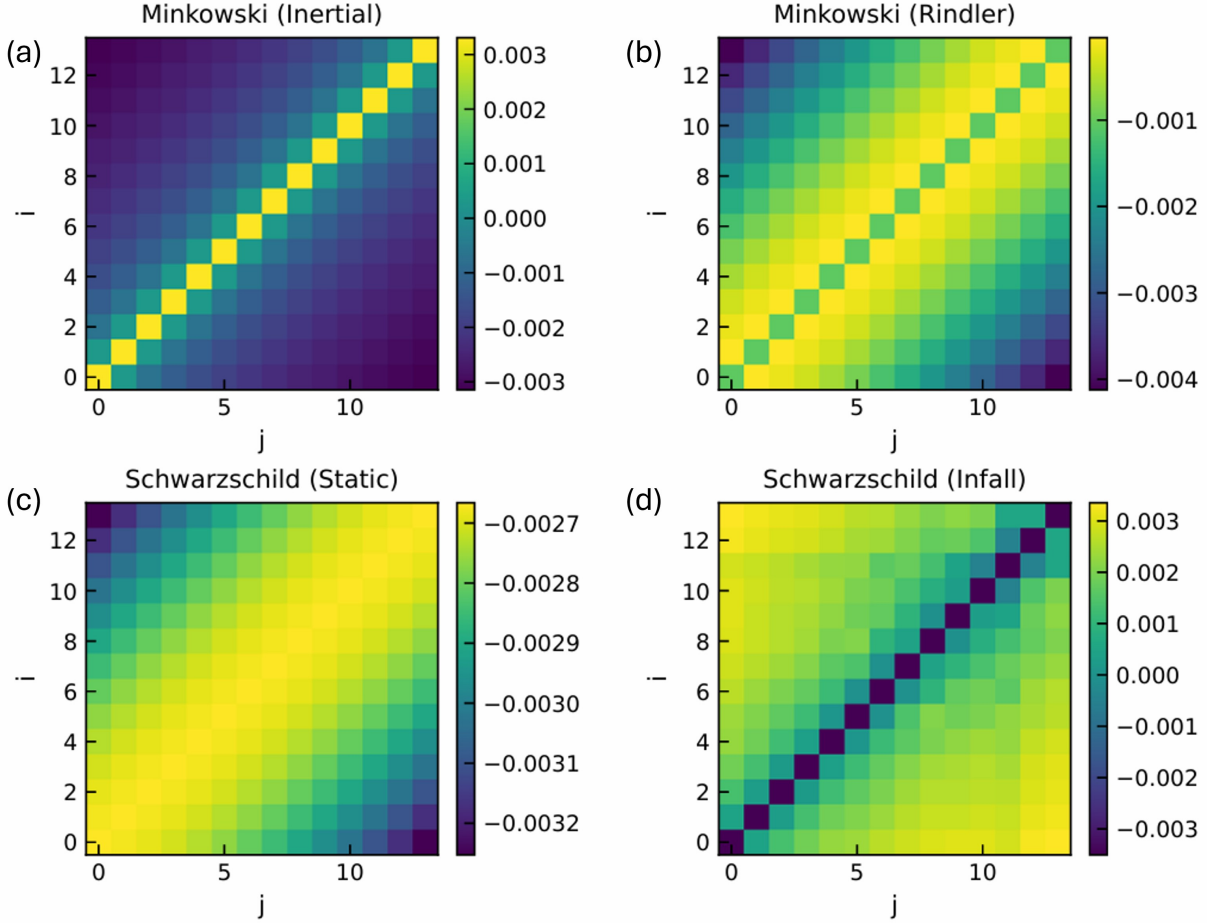 (a)
Minkowski (Inertial)
12
10
8
6
4
2
0
i
0 5 10
j
0.003
0.002
0.001
0.000
−0.001
−0.002
−0.003
(b)
Minkowski (Rindler)
12
10
8
6
4
2
0
i
0 5 10
j
−0.001
−0.002
−0.003
−0.004
(c)
Schwarzschild (Static)
12
10
8
6
4
2
0
i
0 5 10
j
−0.0027
−0.0028
−0.0029
−0.0030
−0.0031
−0.0032
(d)
Schwarzschild (Infall)
12
10
8
6
4
2
0
i
0 5 10
j
0.003
0.002
0.001
0.000
−0.001
−0.002
−0.003